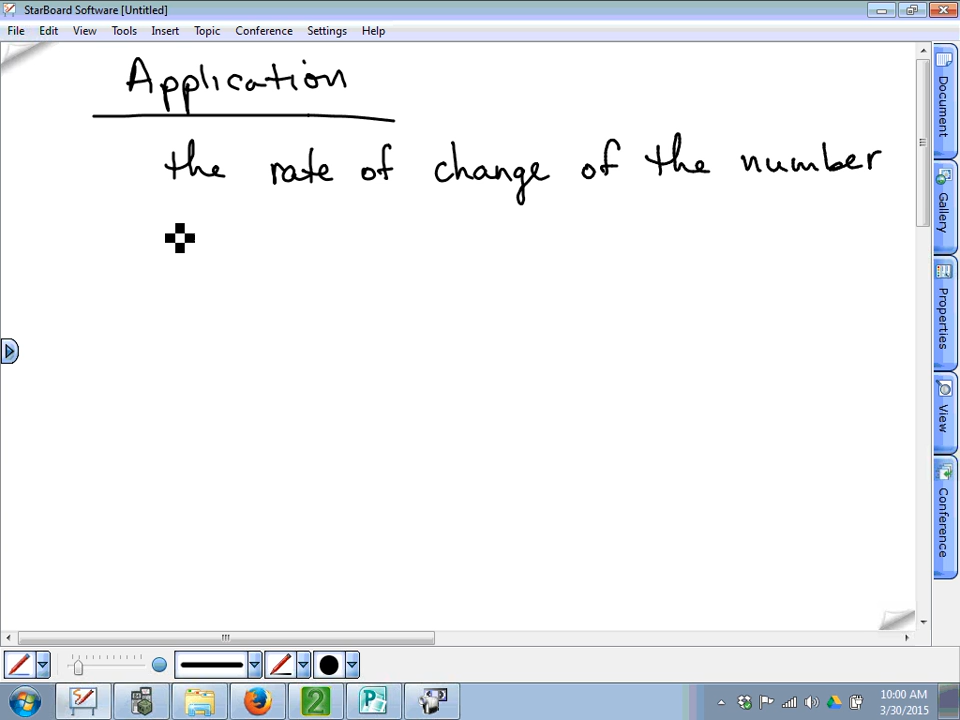 StarBoard Software [Untitled]
File Edit View Tools Insert Topic Conference Settings Help
Application
the rate of change of the number
Document
Gallery
Properties
View
Conference
10:00 AM
3/30/2015